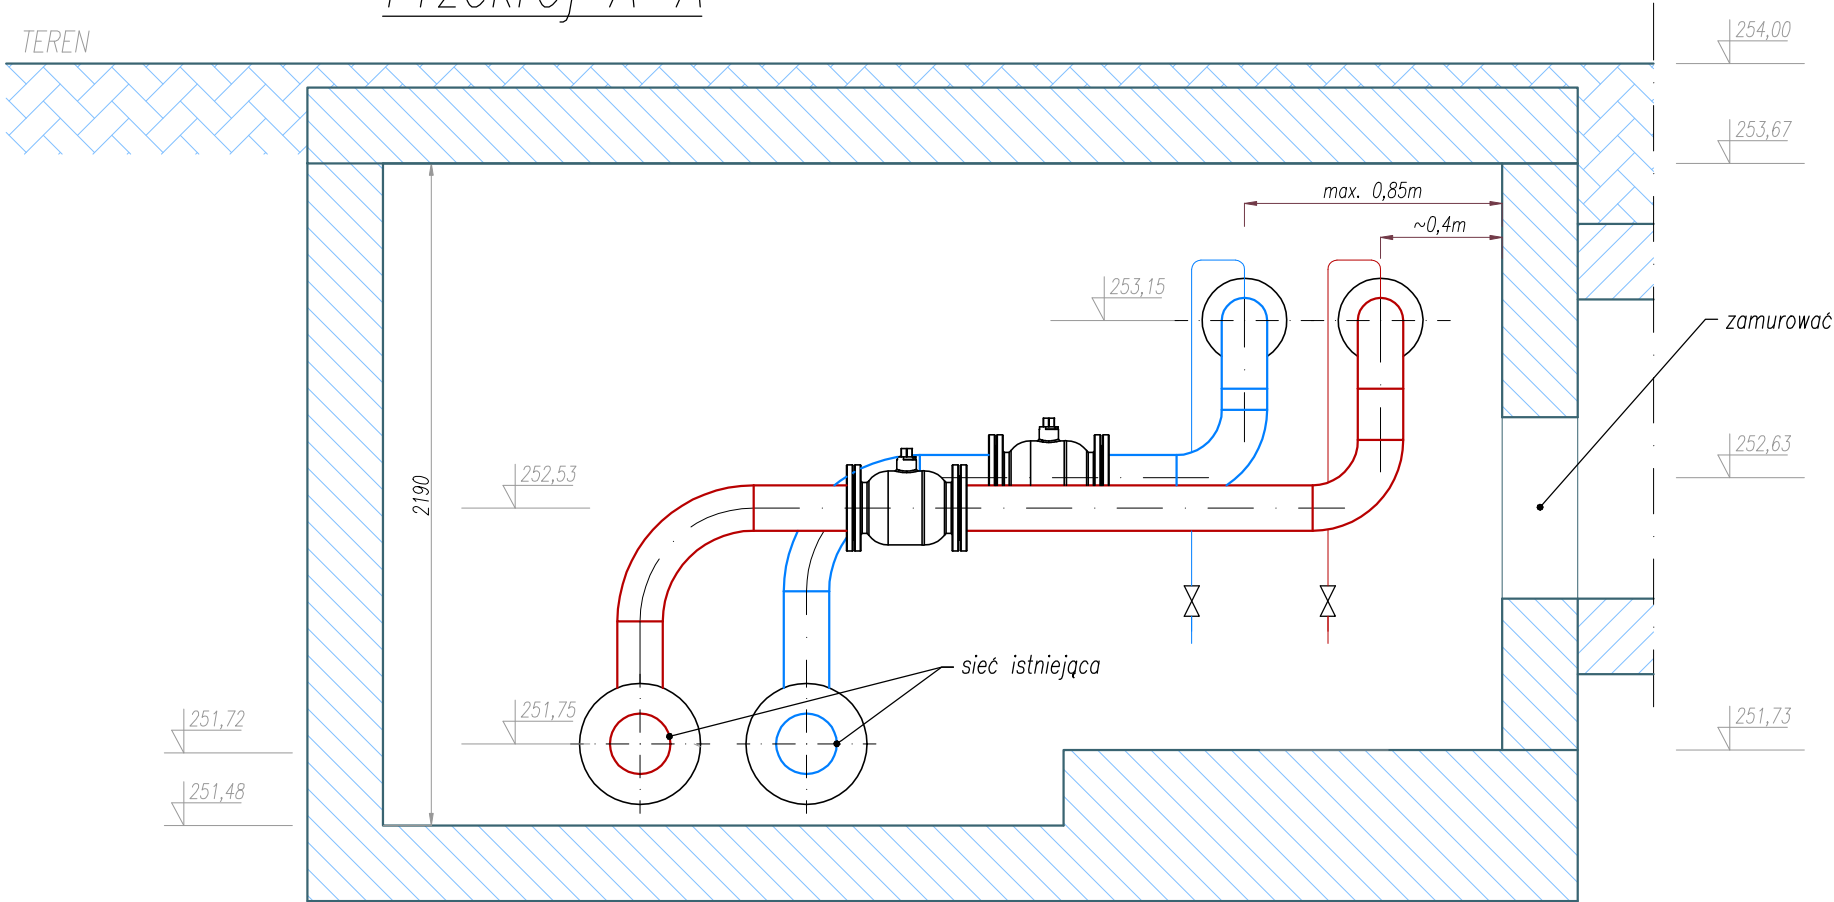 Przekrój A-A
TEREN
254,00
253,67
max. 0,85m
~0,4m
253,15
zamurować
252,53
252,63
2190
sieć istniejąca
251,72
251,75
251,73
251,48